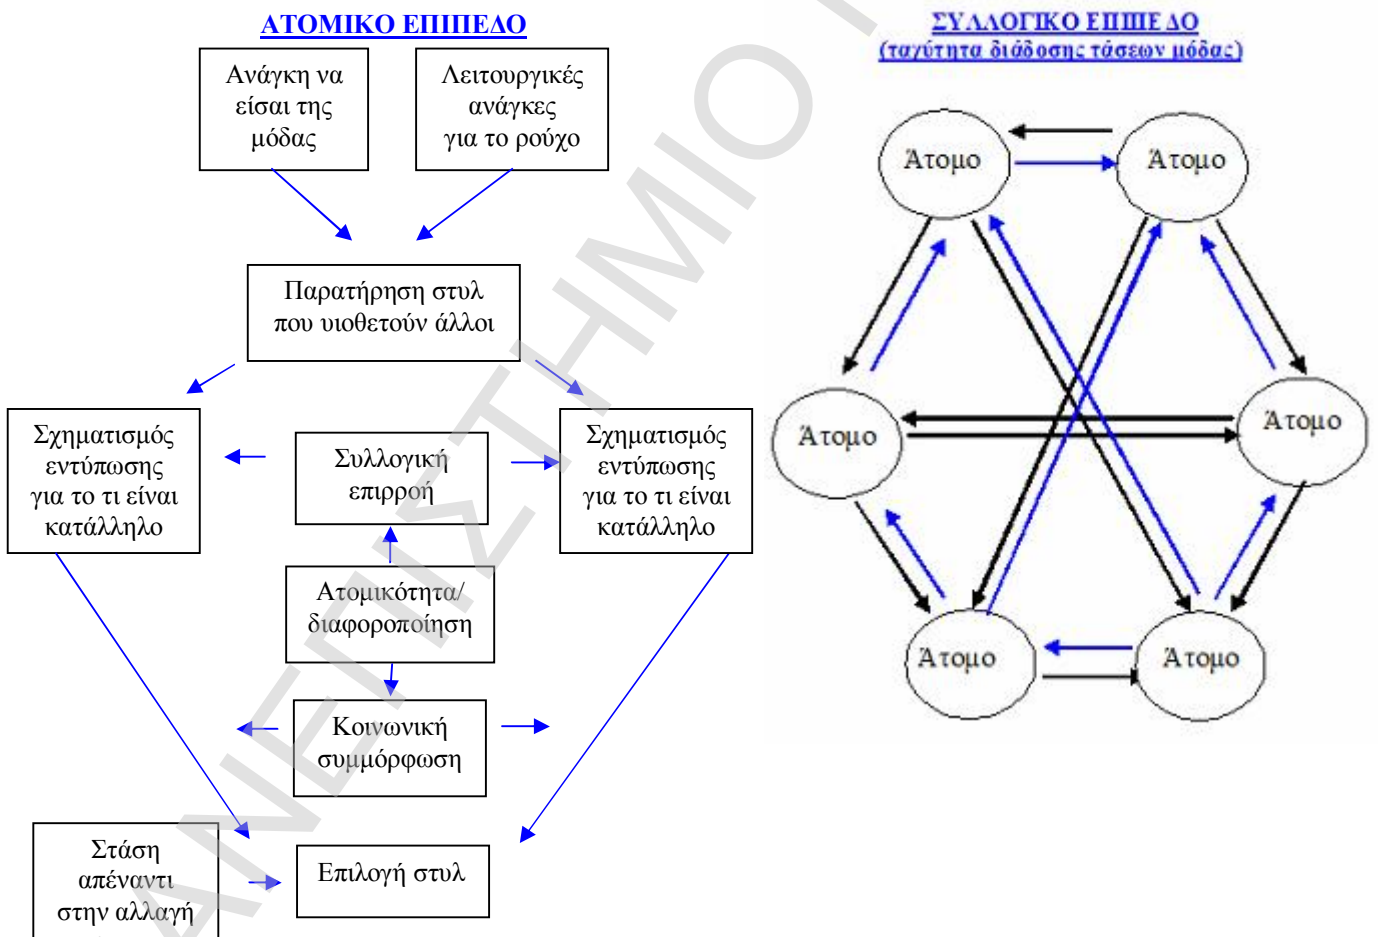 ΑΤΟΜΙΚΟ ΕΠΙΠΕΔΟ
Ανάγκη να
είσαι της
μόδας
Λειτουργικές
ανάγκες
για το ρούχο
Παρατήρηση στυλ
που υιοθετούν άλλοι
Σχηματισμός
εντύπωσης
για το τι είναι
κατάλληλο
Συλλογική
επιρροή
Σχηματισμός
εντύπωσης
για το τι είναι
κατάλληλο
Ατομικότητα/
διαφοροποίηση
Κοινωνική
συμμόρφωση
Στάση
απέναντι
στην αλλαγή
Επιλογή στυλ
ΣΥΛΛΟΓΙΚΟ ΕΠΙΠΕΔΟ
(ταχύτητα διάδοσης τάσεων μόδας)
Άτομο
Άτομο
Άτομο
Άτομο
Άτομο
Άτομο
ΑΝΕΠΙΣΤΗΜΙΟ